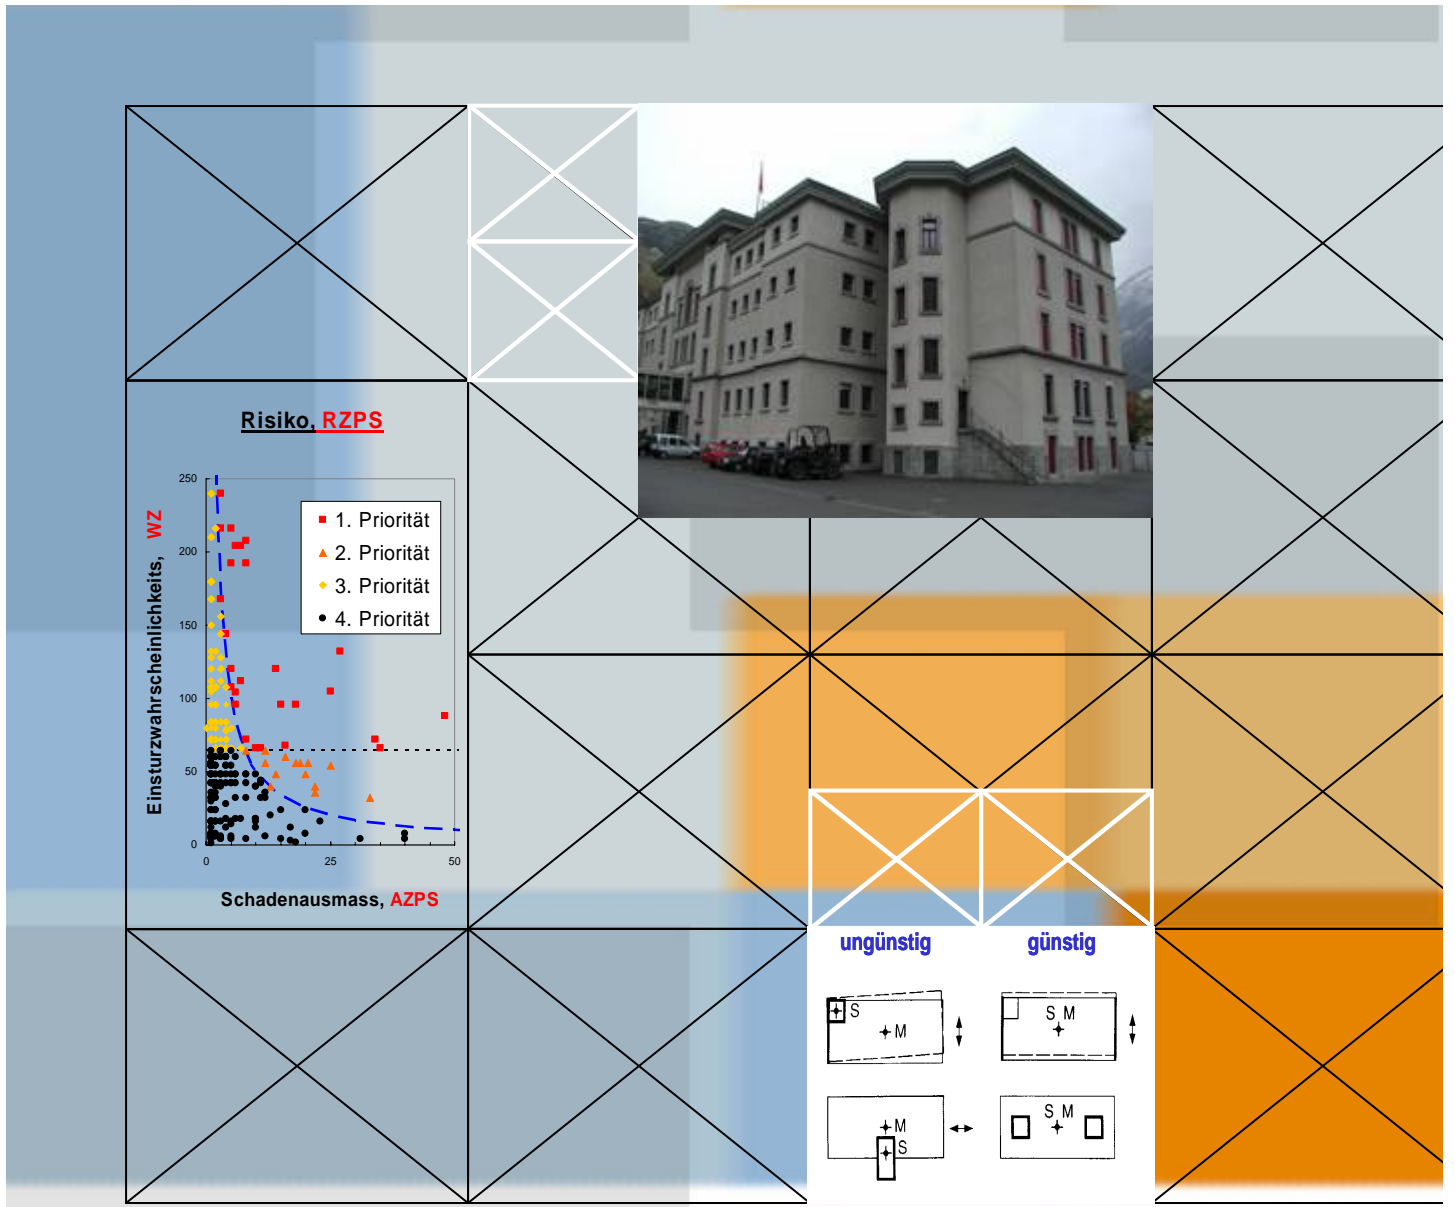 Risiko, RZPS
250
200
150
100
50
0
0
25
50
Einsturzwahrscheinlichkeits, WZ
1. Priorität
2. Priorität
3. Priorität
4. Priorität
Schadenausmass, AZPS
ungünstig
günstig
S
M
S M
M
S
S M